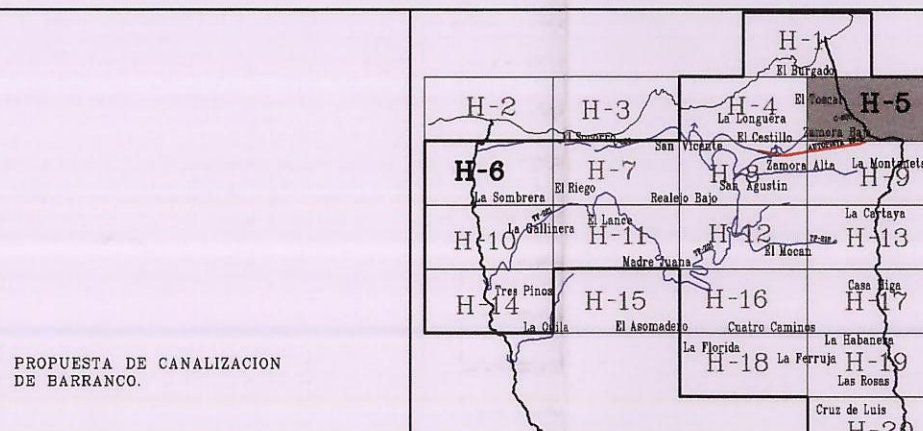 H-1
El Burgado
H-2
H-3
H-4
El Toscal
H-5
La Longuera
El Castillo
Zamora Baja
San Vicente
AUTOPISTA
H-6
H-7
H-8
Zamora Alta
La Montañeta
H-9
La Sombrera
El Riego
Realejo Bajo
San Agustin
La Cartaya
H-10
La Gallinera
El Lance
H-11
H-12
H-13
El Mocan
Madre Juana
Tres Pinos
H-14
H-15
H-16
Casa Biga
H-17
La Quila
El Asomadero
Cuatro Caminos
PROPUESTA DE CANALIZACION
DE BARRANCO.
La Florida
H-18
La Ferruja
La Habanera
H-19
Las Rosas
Cruz de Luis
H-20